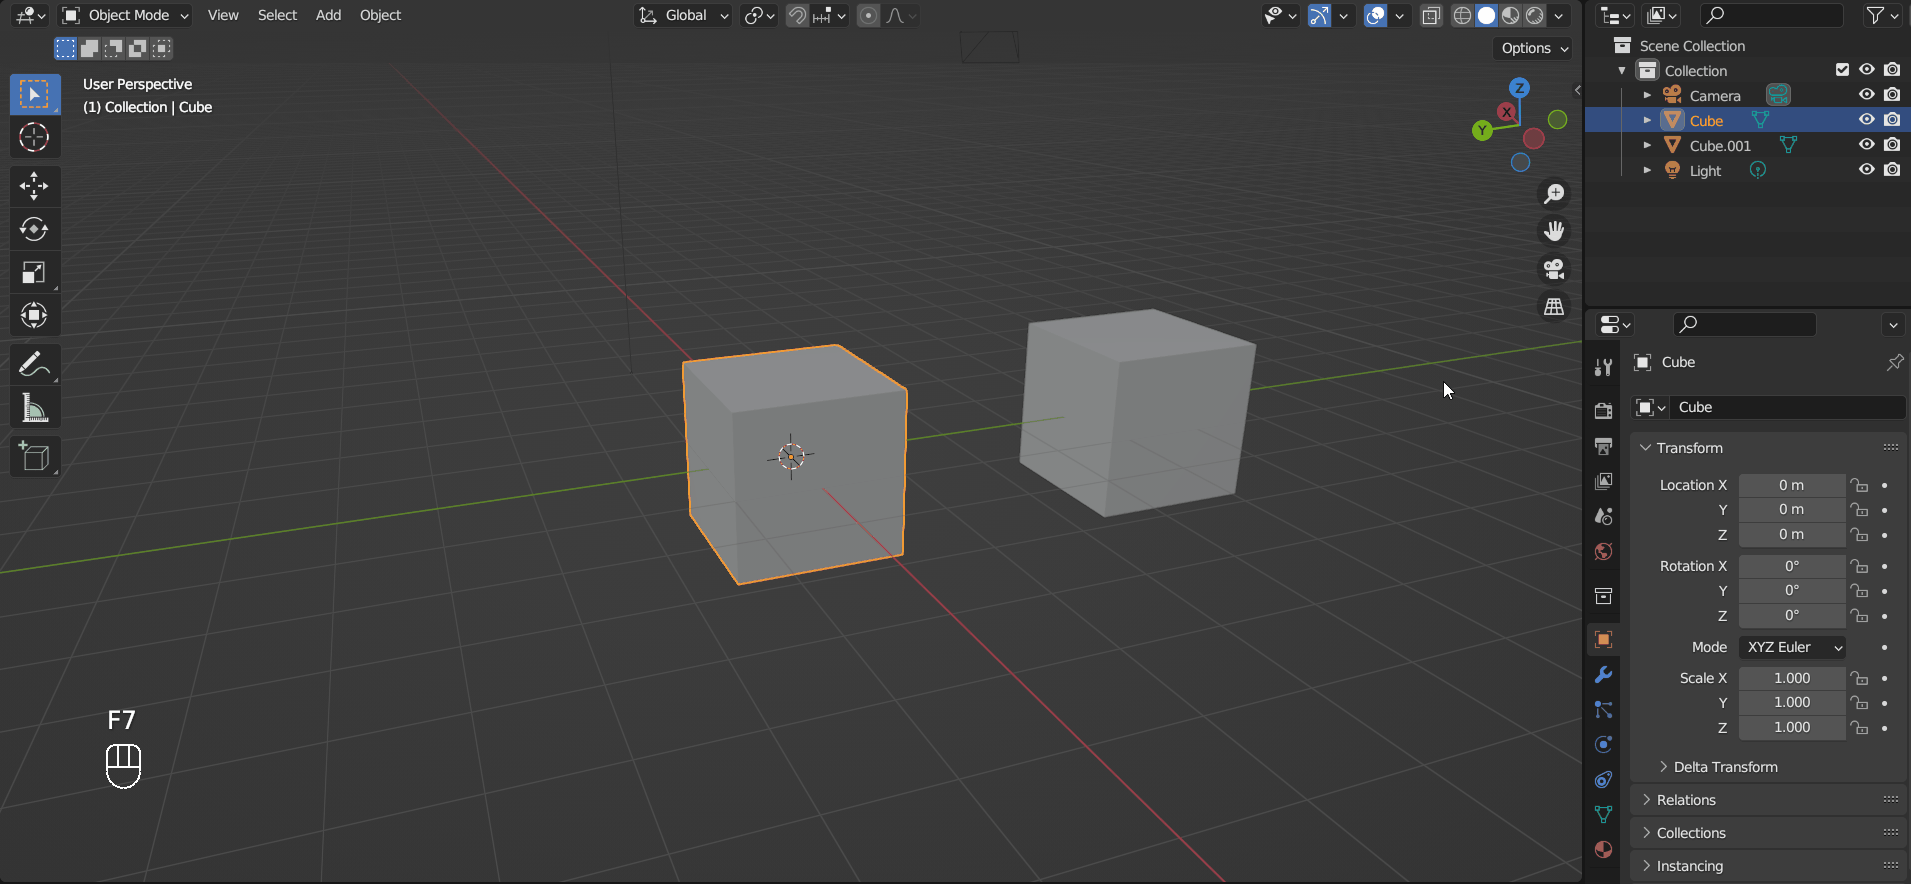 Object Mode View Select Add Object Global
Options
User Perspective
(1) Collection | Cube
Z
X
Y
F7
Scene Collection
Collection
Camera
Cube
Cube.001
Light
Cube
Cube
Transform
Location X 0 m
Y 0 m
Z 0 m
Rotation X 0°
Y 0°
Z 0°
Mode XYZ Euler
Scale X 1.000
Y 1.000
Z 1.000
Delta Transform
Relations
Collections
Instancing